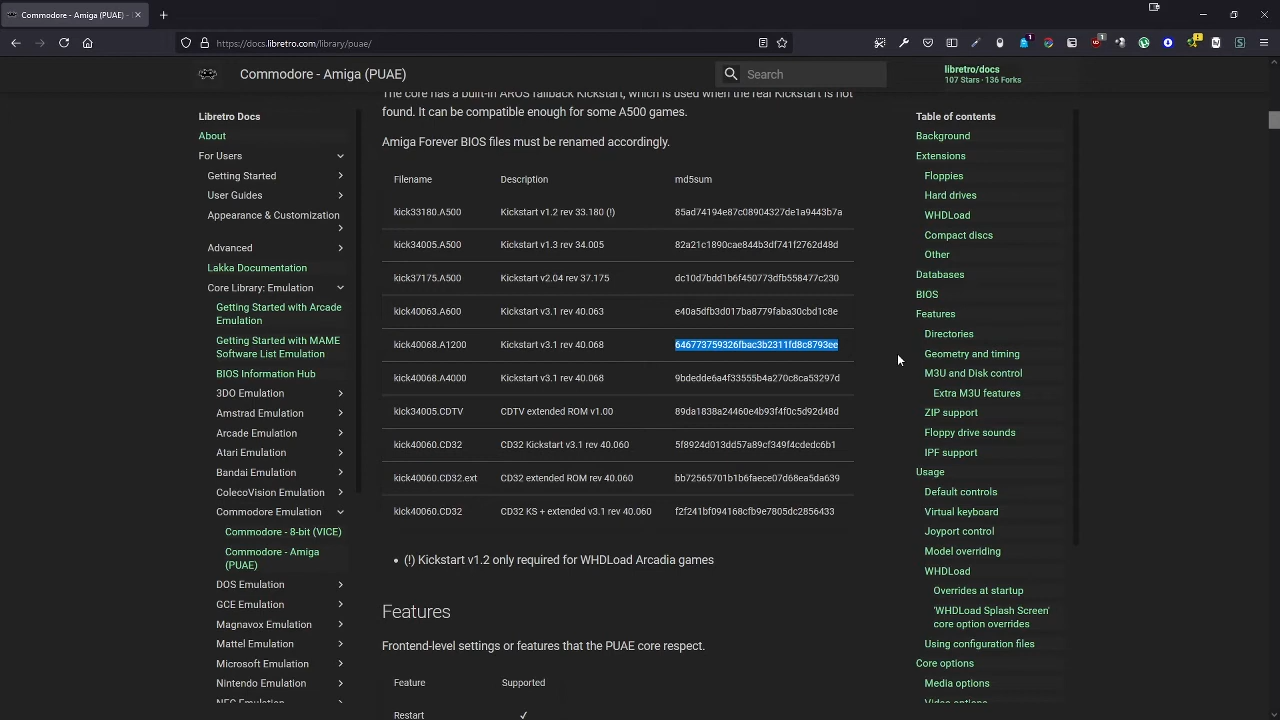 Commodore - Amiga (PUAE)
https://docs.libretro.com/library/puae/
1
1
1
Commodore - Amiga (PUAE)
Search
libretro/docs
107 Stars · 136 Forks
Libretro Docs
About
For Users
Getting Started
User Guides
Appearance & Customization
Advanced
Lakka Documentation
Core Library: Emulation
Getting Started with Arcade
Emulation
Getting Started with MAME
Software List Emulation
BIOS Information Hub
3DO Emulation
Amstrad Emulation
Arcade Emulation
Atari Emulation
Bandai Emulation
ColecoVision Emulation
Commodore Emulation
Commodore - 8-bit (VICE)
Commodore - Amiga
(PUAE)
DOS Emulation
GCE Emulation
Magnavox Emulation
Mattel Emulation
Microsoft Emulation
Nintendo Emulation
NEC Emulation
The core has a built-in AROS fallback Kickstart, which is used when the real Kickstart is not
found. It can be compatible enough for some A500 games.
Amiga Forever BIOS files must be renamed accordingly.
Filename Description md5sum
kick33180.A500 Kickstart v1.2 rev 33.180 (!) 85ad74194e87c08904327de1a9443b7a
kick34005.A500 Kickstart v1.3 rev 34.005 82a21c1890cae844b3df741f2762d48d
kick37175.A500 Kickstart v2.04 rev 37.175 dc10d7bdd1b6f450773dfb558477c230
kick40063.A600 Kickstart v3.1 rev 40.063 e40a5dfb3d017ba8779faba30cbd1c8e
kick40068.A1200 Kickstart v3.1 rev 40.068 646773759326fbac3b2311fd8c8793ee
kick40068.A4000 Kickstart v3.1 rev 40.068 9bdedde6a4f33555b4a270c8ca53297d
kick34005.CDTV CDTV extended ROM v1.00 89da1838a24460e4b93f4f0c5d92d48d
kick40060.CD32 CD32 Kickstart v3.1 rev 40.060 5f8924d013dd57a89cf349f4cdedc6b1
kick40060.CD32.ext CD32 extended ROM rev 40.060 bb72565701b1b6faece07d68ea5da639
kick40060.CD32 CD32 KS + extended v3.1 rev 40.060 f2f241bf094168cfb9e7805dc2856433
• (!) Kickstart v1.2 only required for WHDLoad Arcadia games
Features
Frontend-level settings or features that the PUAE core respect.
Feature Supported
Restart ✓
Table of contents
Background
Extensions
Floppies
Hard drives
WHDLoad
Compact discs
Other
Databases
BIOS
Features
Directories
Geometry and timing
M3U and Disk control
Extra M3U features
ZIP support
Floppy drive sounds
IPF support
Usage
Default controls
Virtual keyboard
Joyport control
Model overriding
WHDLoad
Overrides at startup
'WHDLoad Splash Screen'
core option overrides
Using configuration files
Core options
Media options
Video options